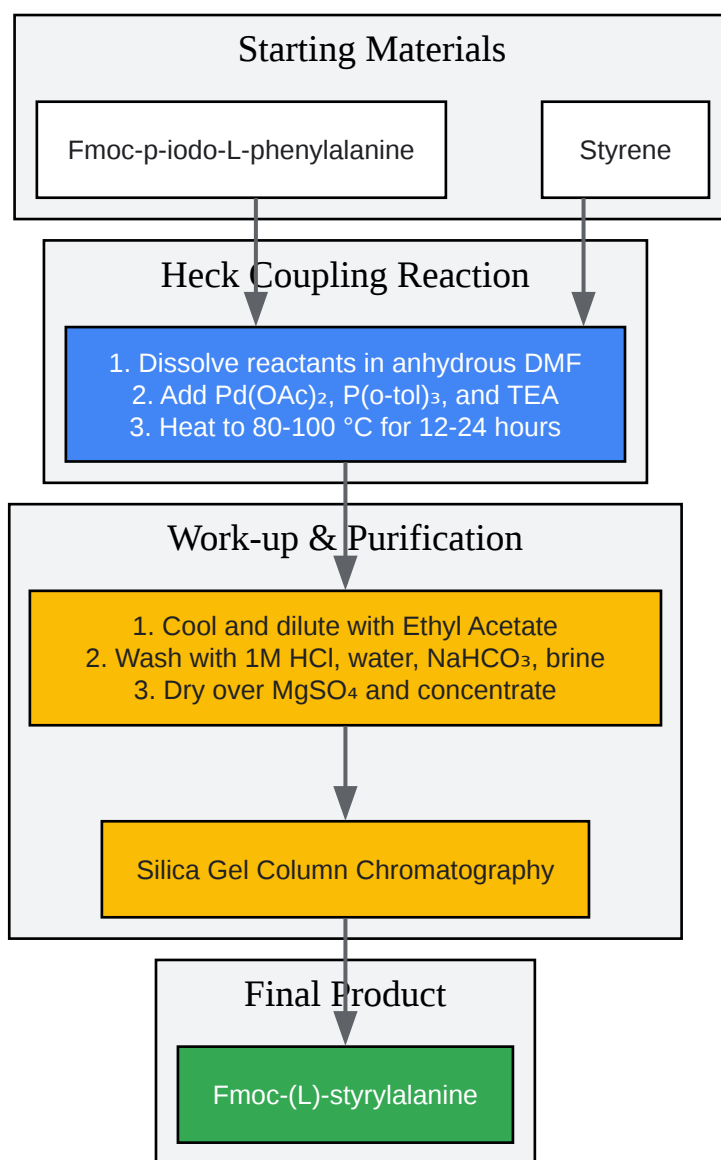 Starting Materials
Fmoc-p-iodo-L-phenylalanine
Styrene
Heck Coupling Reaction
1. Dissolve reactants in anhydrous DMF
2. Add Pd(OAc)₂, P(o-tol)₃, and TEA
3. Heat to 80-100 °C for 12-24 hours
Work-up & Purification
1. Cool and dilute with Ethyl Acetate
2. Wash with 1M HCl, water, NaHCO₃, brine
3. Dry over MgSO₄ and concentrate
Silica Gel Column Chromatography
Final Product
Fmoc-(L)-styrylalanine